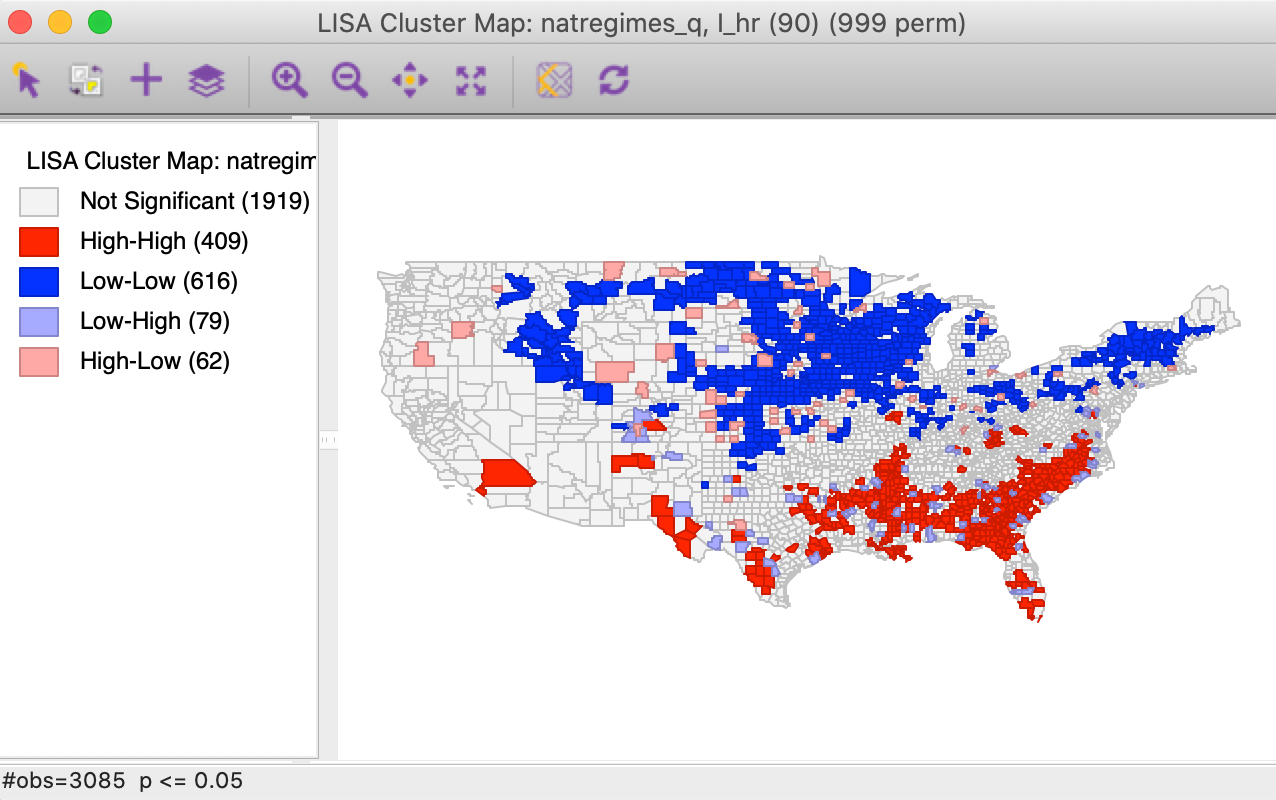 LISA Cluster Map: natregimes_q, I_hr (90) (999 perm)
LISA Cluster Map: natregim
Not Significant (1919)
High-High (409)
Low-Low (616)
Low-High (79)
High-Low (62)
#obs=3085 p <= 0.05